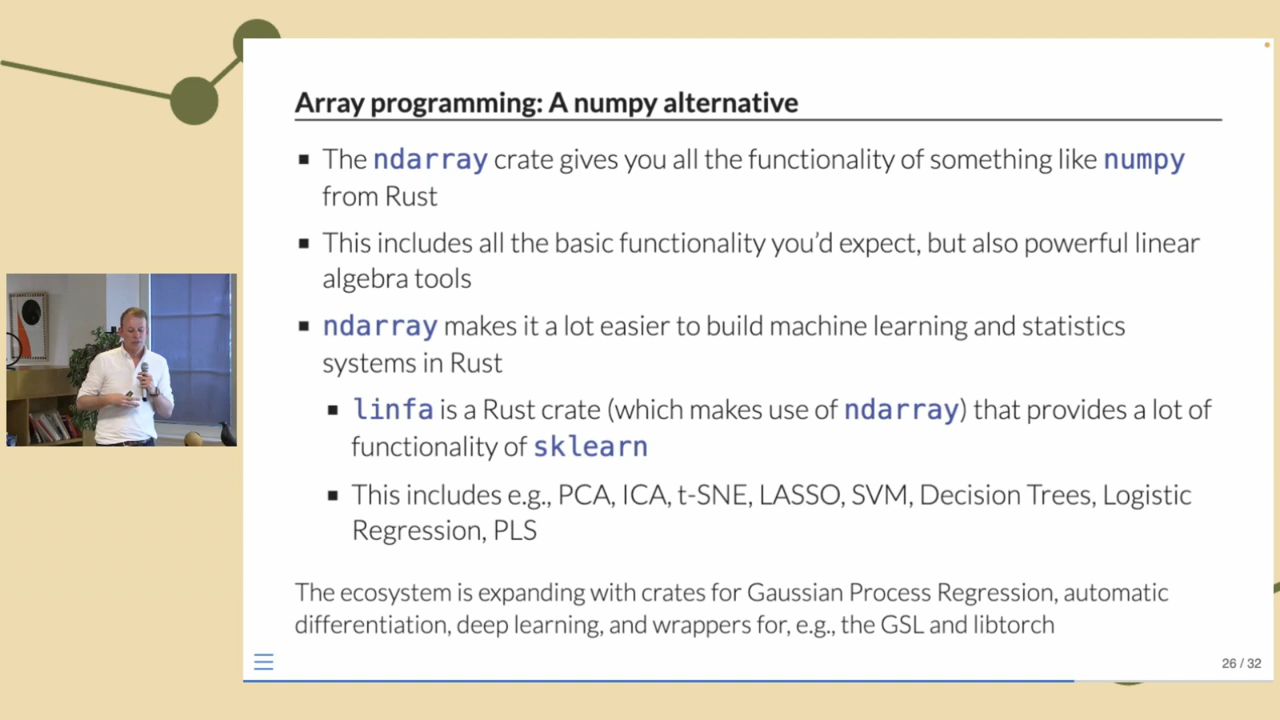 Array programming: A numpy alternative
▪ The ndarray crate gives you all the functionality of something like numpy
from Rust
▪ This includes all the basic functionality you’d expect, but also powerful linear
algebra tools
▪ ndarray makes it a lot easier to build machine learning and statistics
systems in Rust
▪ linfa is a Rust crate (which makes use of ndarray) that provides a lot of
functionality of sklearn
▪ This includes e.g., PCA, ICA, t-SNE, LASSO, SVM, Decision Trees, Logistic
Regression, PLS
The ecosystem is expanding with crates for Gaussian Process Regression, automatic
differentiation, deep learning, and wrappers for, e.g., the GSL and libtorch
26 / 32